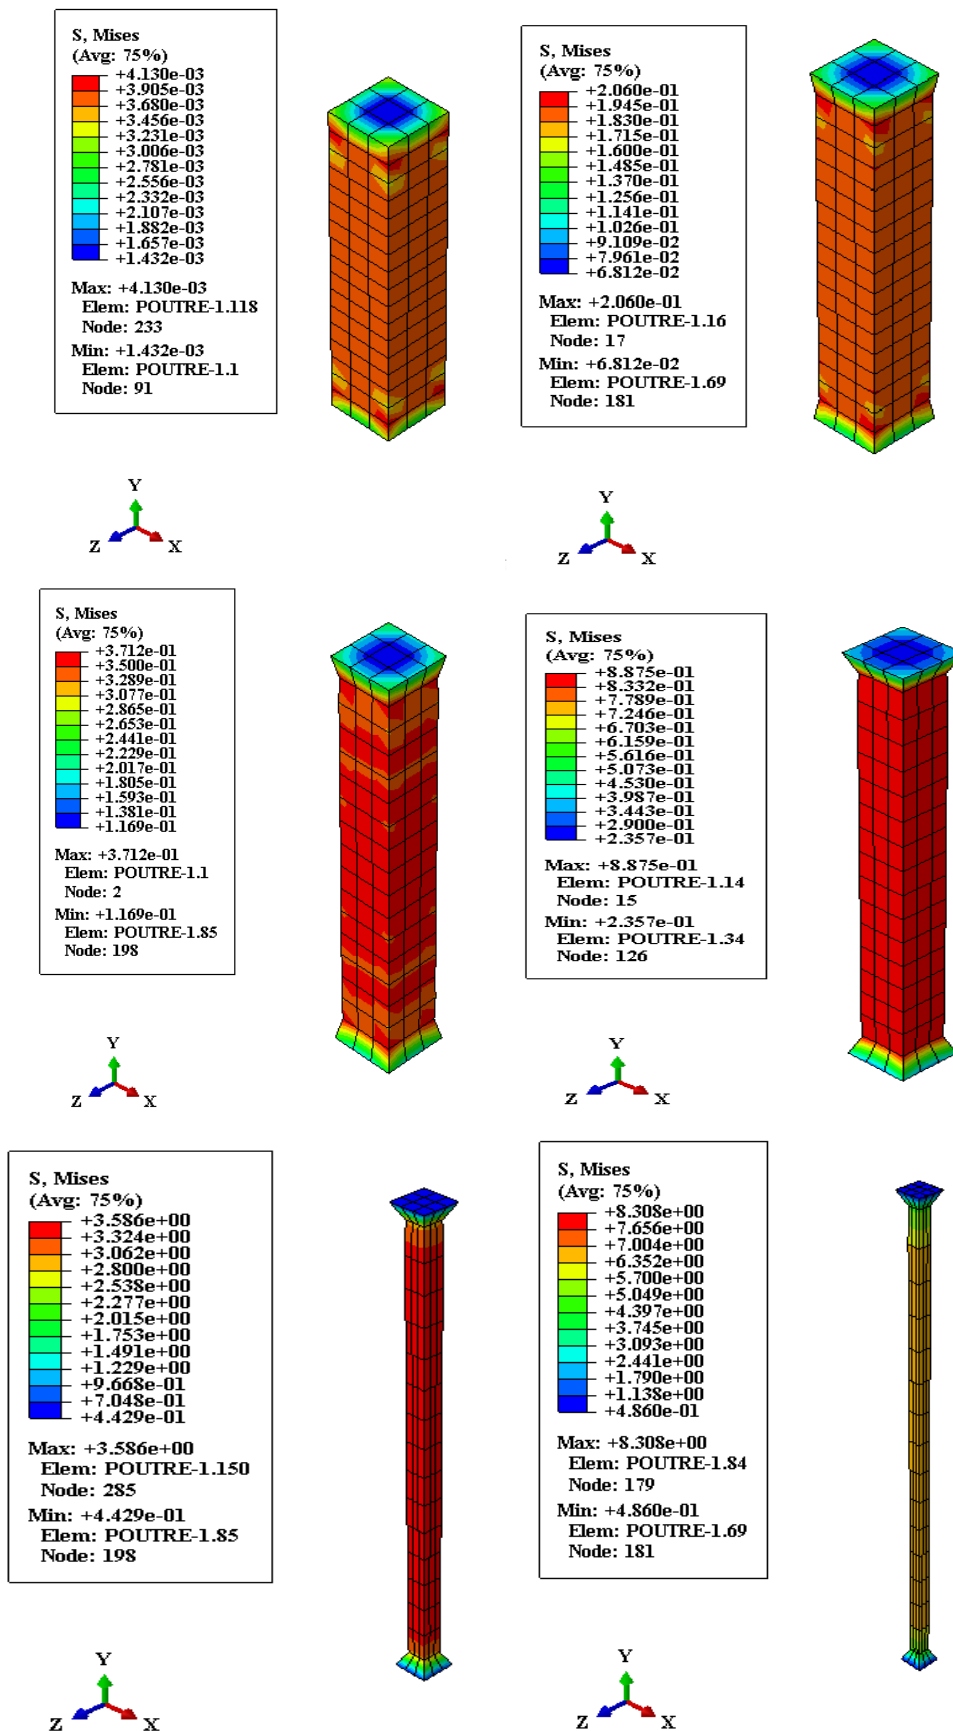 S, Mises
(Avg: 75%)
+4.130e-03
+3.905e-03
+3.680e-03
+3.456e-03
+3.231e-03
+3.006e-03
+2.781e-03
+2.556e-03
+2.332e-03
+2.107e-03
+1.882e-03
+1.657e-03
+1.432e-03
Max: +4.130e-03
Elem: POUTRE-1.118
Node: 233
Min: +1.432e-03
Elem: POUTRE-1.1
Node: 91
Y
Z
X
S, Mises
(Avg: 75%)
+2.060e-01
+1.945e-01
+1.830e-01
+1.715e-01
+1.600e-01
+1.485e-01
+1.370e-01
+1.256e-01
+1.141e-01
+1.026e-01
+9.109e-02
+7.961e-02
+6.812e-02
Max: +2.060e-01
Elem: POUTRE-1.16
Node: 17
Min: +6.812e-02
Elem: POUTRE-1.69
Node: 181
Y
Z
X
S, Mises
(Avg: 75%)
+3.712e-01
+3.500e-01
+3.289e-01
+3.077e-01
+2.865e-01
+2.653e-01
+2.441e-01
+2.229e-01
+2.017e-01
+1.805e-01
+1.593e-01
+1.381e-01
+1.169e-01
Max: +3.712e-01
Elem: POUTRE-1.1
Node: 2
Min: +1.169e-01
Elem: POUTRE-1.85
Node: 198
Y
Z
X
S, Mises
(Avg: 75%)
+8.875e-01
+8.332e-01
+7.789e-01
+7.246e-01
+6.703e-01
+6.159e-01
+5.616e-01
+5.073e-01
+4.530e-01
+3.987e-01
+3.443e-01
+2.900e-01
+2.357e-01
Max: +8.875e-01
Elem: POUTRE-1.14
Node: 15
Min: +2.357e-01
Elem: POUTRE-1.34
Node: 126
Y
Z
X
S, Mises
(Avg: 75%)
+3.586e+00
+3.324e+00
+3.062e+00
+2.800e+00
+2.538e+00
+2.277e+00
+2.015e+00
+1.753e+00
+1.491e+00
+1.229e+00
+9.668e-01
+7.048e-01
+4.429e-01
Max: +3.586e+00
Elem: POUTRE-1.150
Node: 285
Min: +4.429e-01
Elem: POUTRE-1.85
Node: 198
Y
Z
X
S, Mises
(Avg: 75%)
+8.308e+00
+7.656e+00
+7.004e+00
+6.352e+00
+5.700e+00
+5.049e+00
+4.397e+00
+3.745e+00
+3.093e+00
+2.441e+00
+1.790e+00
+1.138e+00
+4.860e-01
Max: +8.308e+00
Elem: POUTRE-1.84
Node: 179
Min: +4.860e-01
Elem: POUTRE-1.69
Node: 181
Y
Z
X